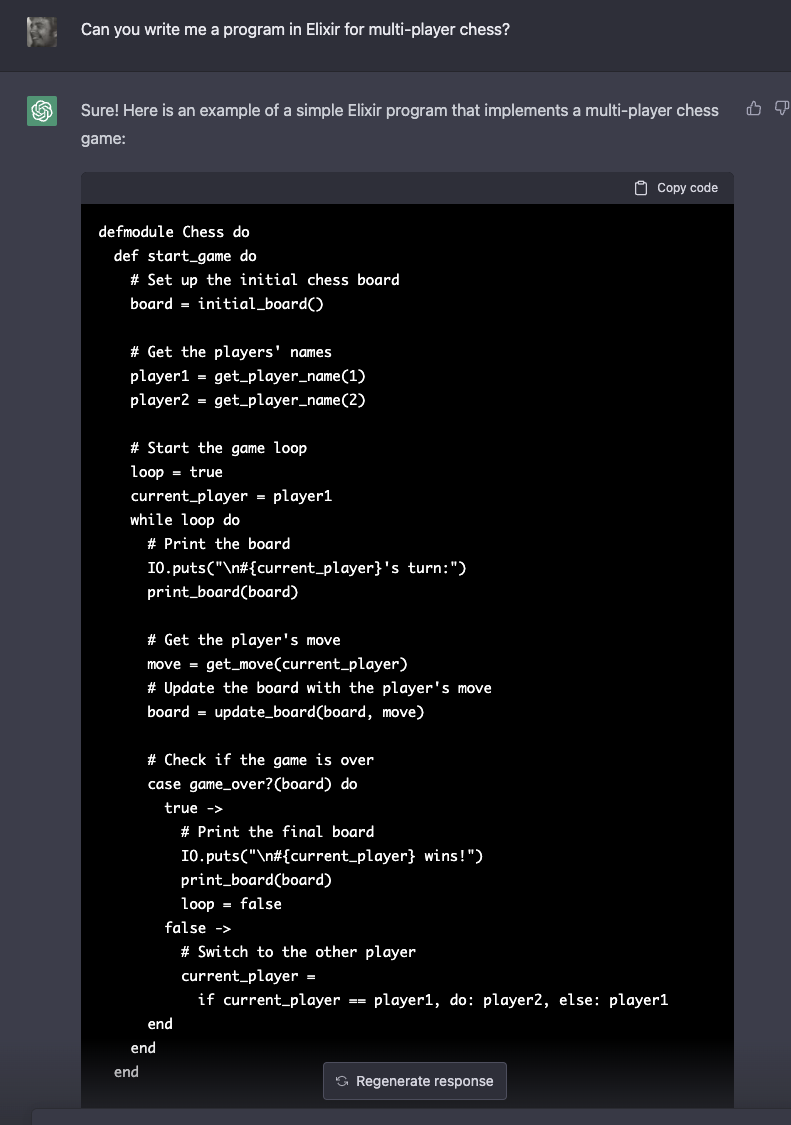 Can you write me a program in Elixir for multi-player chess?
Sure! Here is an example of a simple Elixir program that implements a multi-player chess
game:
Copy code
defmodule Chess do
  def start_game do
    # Set up the initial chess board
    board = initial_board()

    # Get the players' names
    player1 = get_player_name(1)
    player2 = get_player_name(2)

    # Start the game loop
    loop = true
    current_player = player1
    while loop do
      # Print the board
      IO.puts("\n#{current_player}'s turn:")
      print_board(board)

      # Get the player's move
      move = get_move(current_player)
      # Update the board with the player's move
      board = update_board(board, move)

      # Check if the game is over
      case game_over?(board) do
        true ->
          # Print the final board
          IO.puts("\n#{current_player} wins!")
          print_board(board)
          loop = false
        false ->
          # Switch to the other player
          current_player =
            if current_player == player1, do: player2, else: player1
      end
    end
  end
Regenerate response